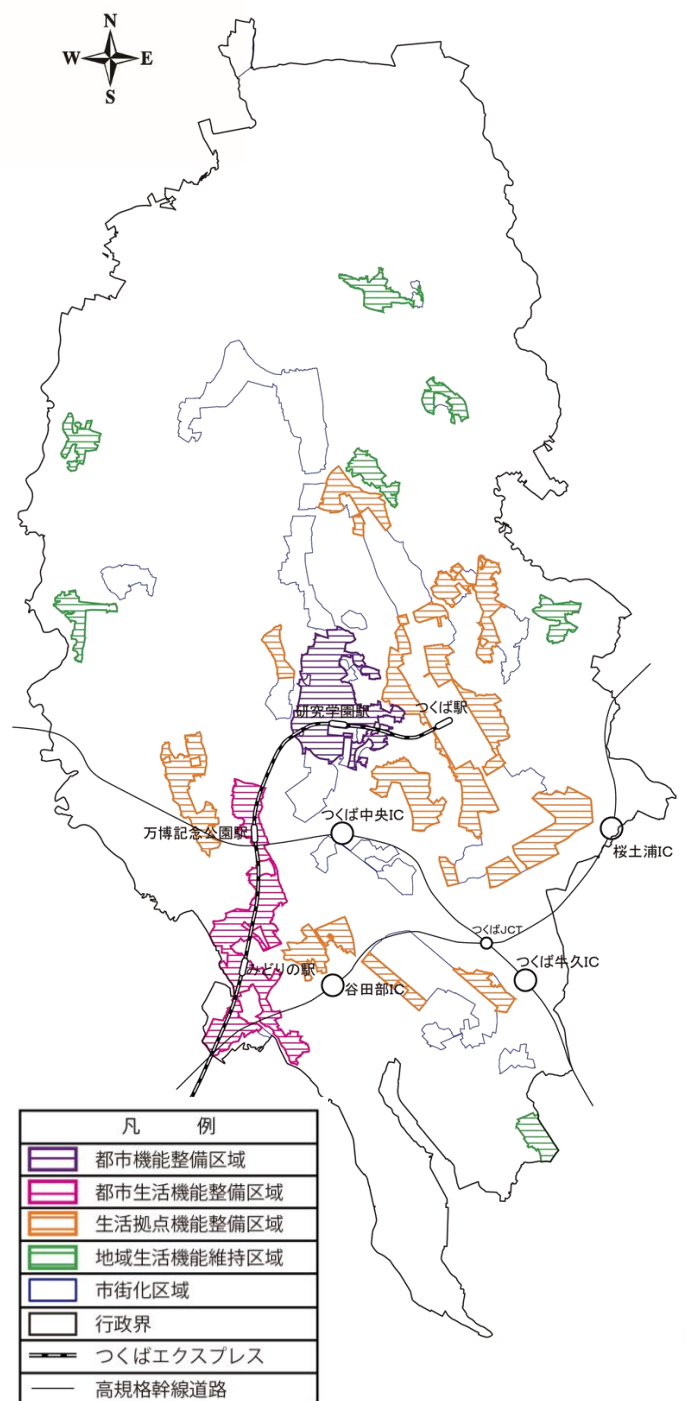 N
W E
S
研究学園駅
つくば駅
つくば中央IC
万博記念公園駅
桜土浦IC
つくばJCT
つくば牛久IC
みどりの駅
谷田部IC
凡 例
都市機能整備区域
都市生活機能整備区域
生活拠点機能整備区域
地域生活機能維持区域
市街化区域
行政界
つくばエクスプレス
高規格幹線道路